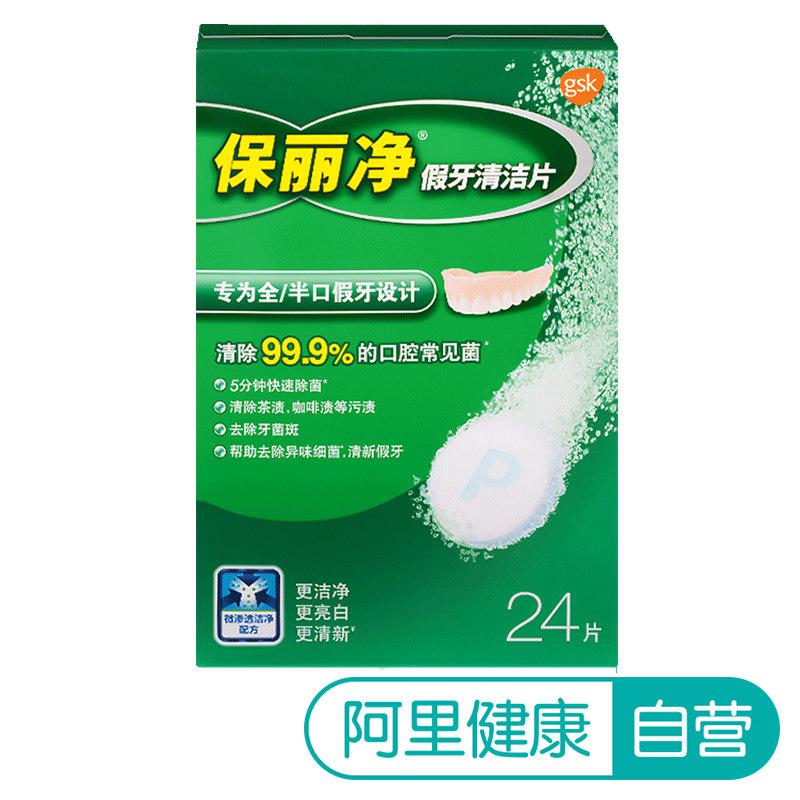 gsk
保丽净®
假牙清洁片
专为全/半口假牙设计
清除99.9%的口腔常见菌*
5分钟快速除菌*
清除茶渍,咖啡渍等污渍
去除牙菌斑
帮助去除异味细菌*,清新假牙
P
微渗透洁净
配方
更洁净
更亮白
更清新¥
24片
阿里健康 自营